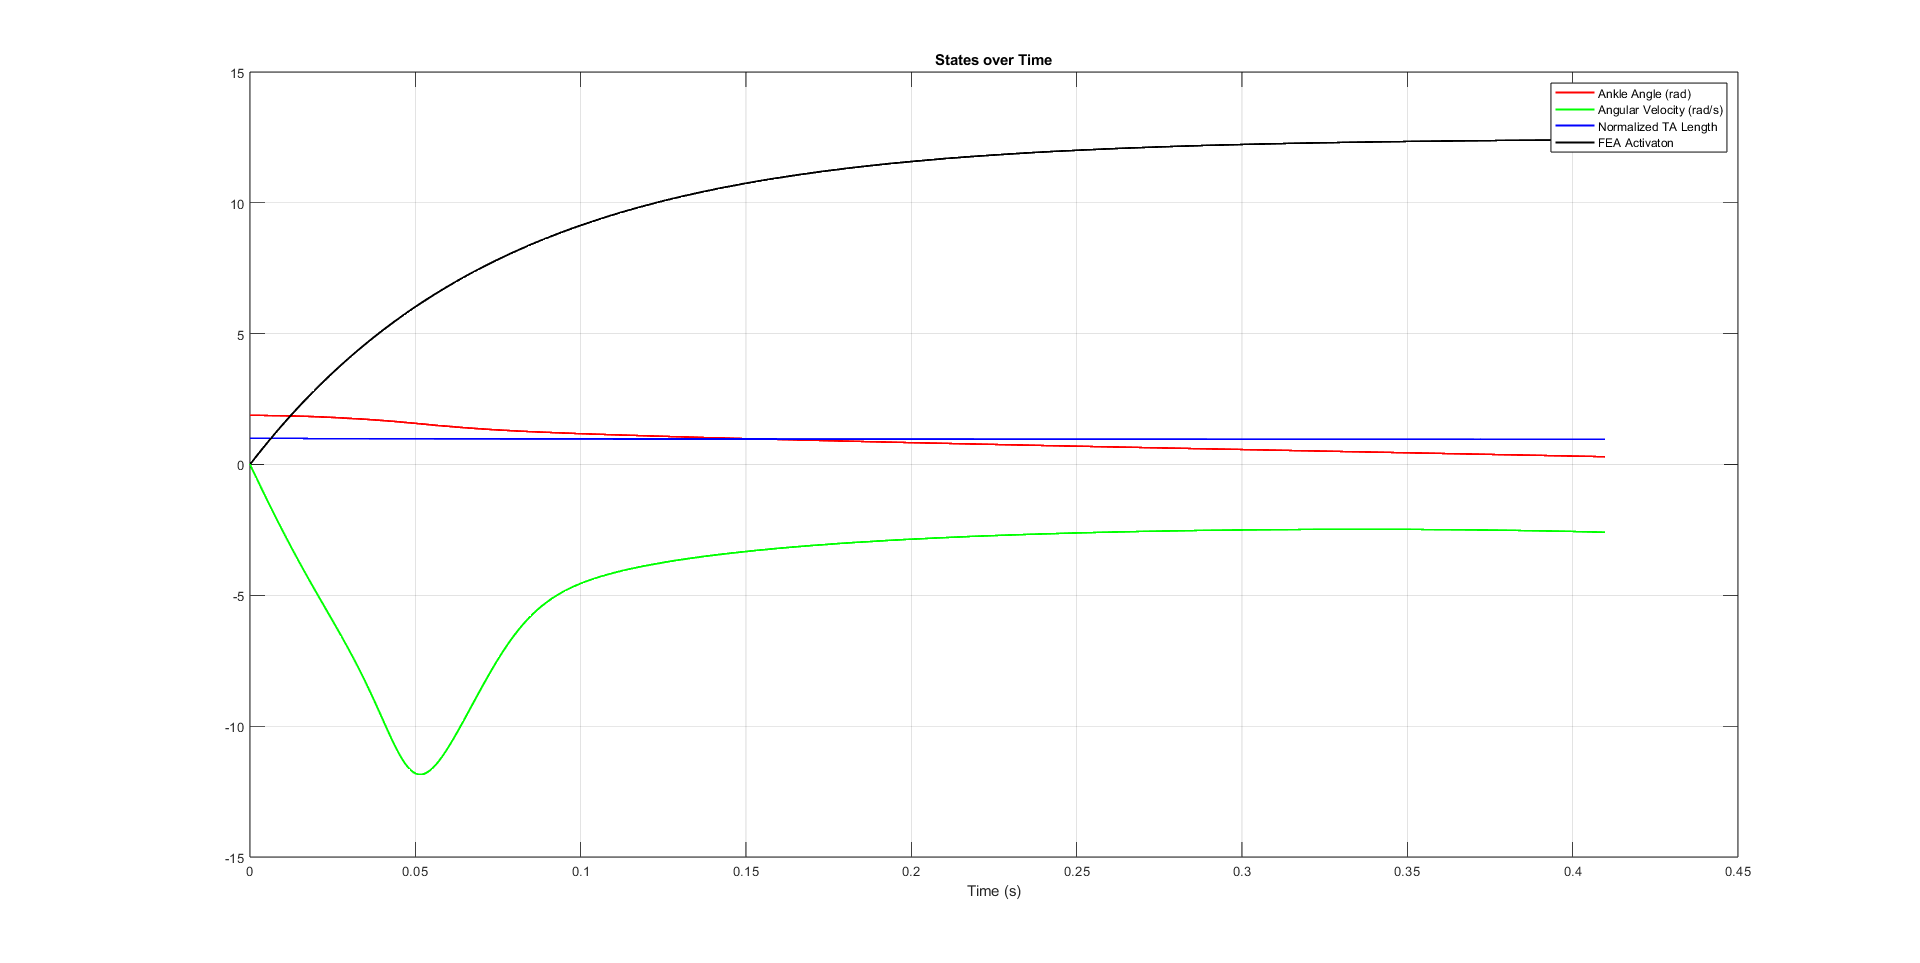 States over Time
15
10
5
0
-5
-10
-15
Ankle Angle (rad)
Angular Velocity (rad/s)
Normalized TA Length
FEA Activaton
0 0.05 0.1 0.15 0.2 0.25 0.3 0.35 0.4 0.45
Time (s)